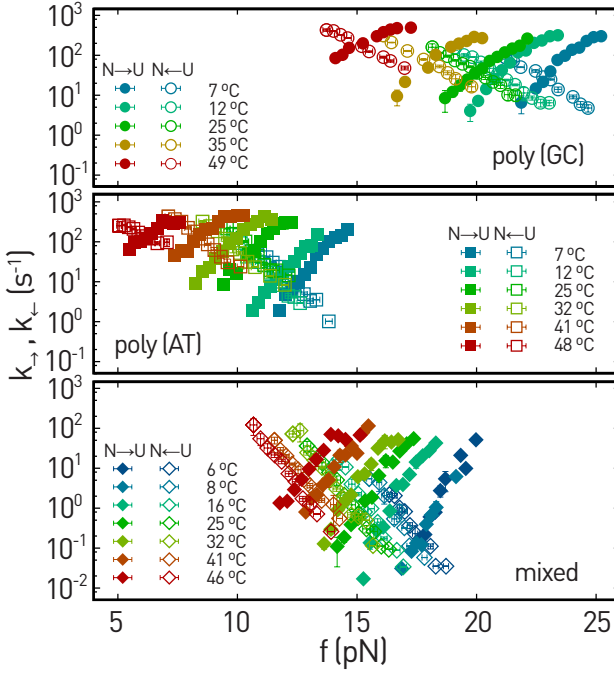 10³
10²
10¹
10⁰
10⁻¹
N→U N←U
7 ºC
12 ºC
25 ºC
35 ºC
49 ºC
poly (GC)
10³
10²
10¹
10⁰
10⁻¹
N→U N←U
7 ºC
12 ºC
25 ºC
32 ºC
41 ºC
48 ºC
poly (AT)
k→, k← (s⁻¹)
10³
10²
10¹
10⁰
10⁻¹
10⁻²
N→U N←U
6 ºC
8 ºC
16 ºC
25 ºC
32 ºC
41 ºC
46 ºC
mixed
5 10 15 20 25
f (pN)